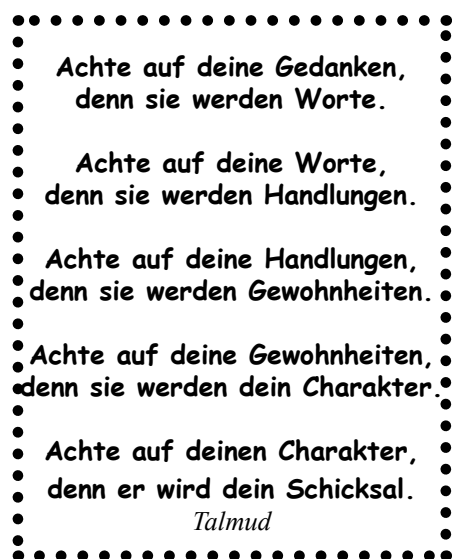 Achte auf deine Gedanken,
denn sie werden Worte.
Achte auf deine Worte,
denn sie werden Handlungen.
Achte auf deine Handlungen,
denn sie werden Gewohnheiten.
Achte auf deine Gewohnheiten,
denn sie werden dein Charakter.
Achte auf deinen Charakter,
denn er wird dein Schicksal.
Talmud